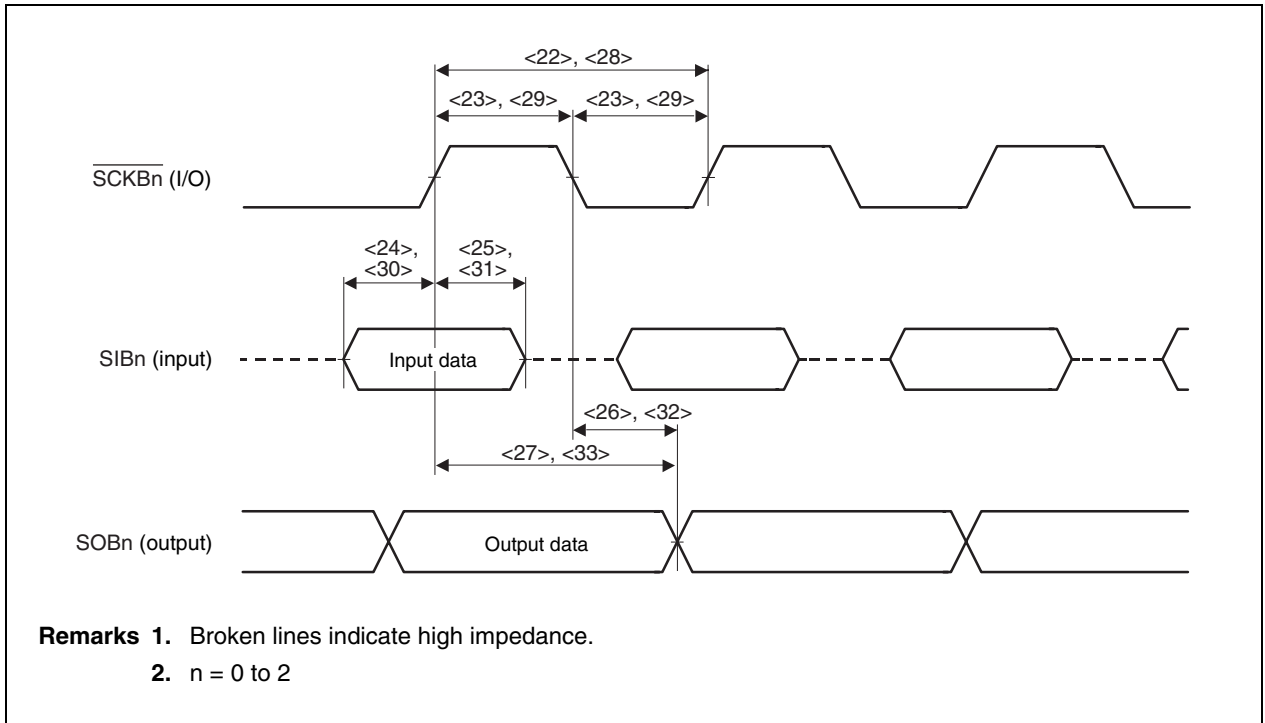 <22>, <28>
<23>, <29> <23>, <29>
SCKBn (I/O)
<24>,
<30>
<25>,
<31>
SIBn (input)
Input data
<26>, <32>
<27>, <33>
SOBn (output)
Output data
Remarks 1. Broken lines indicate high impedance.
2. n = 0 to 2